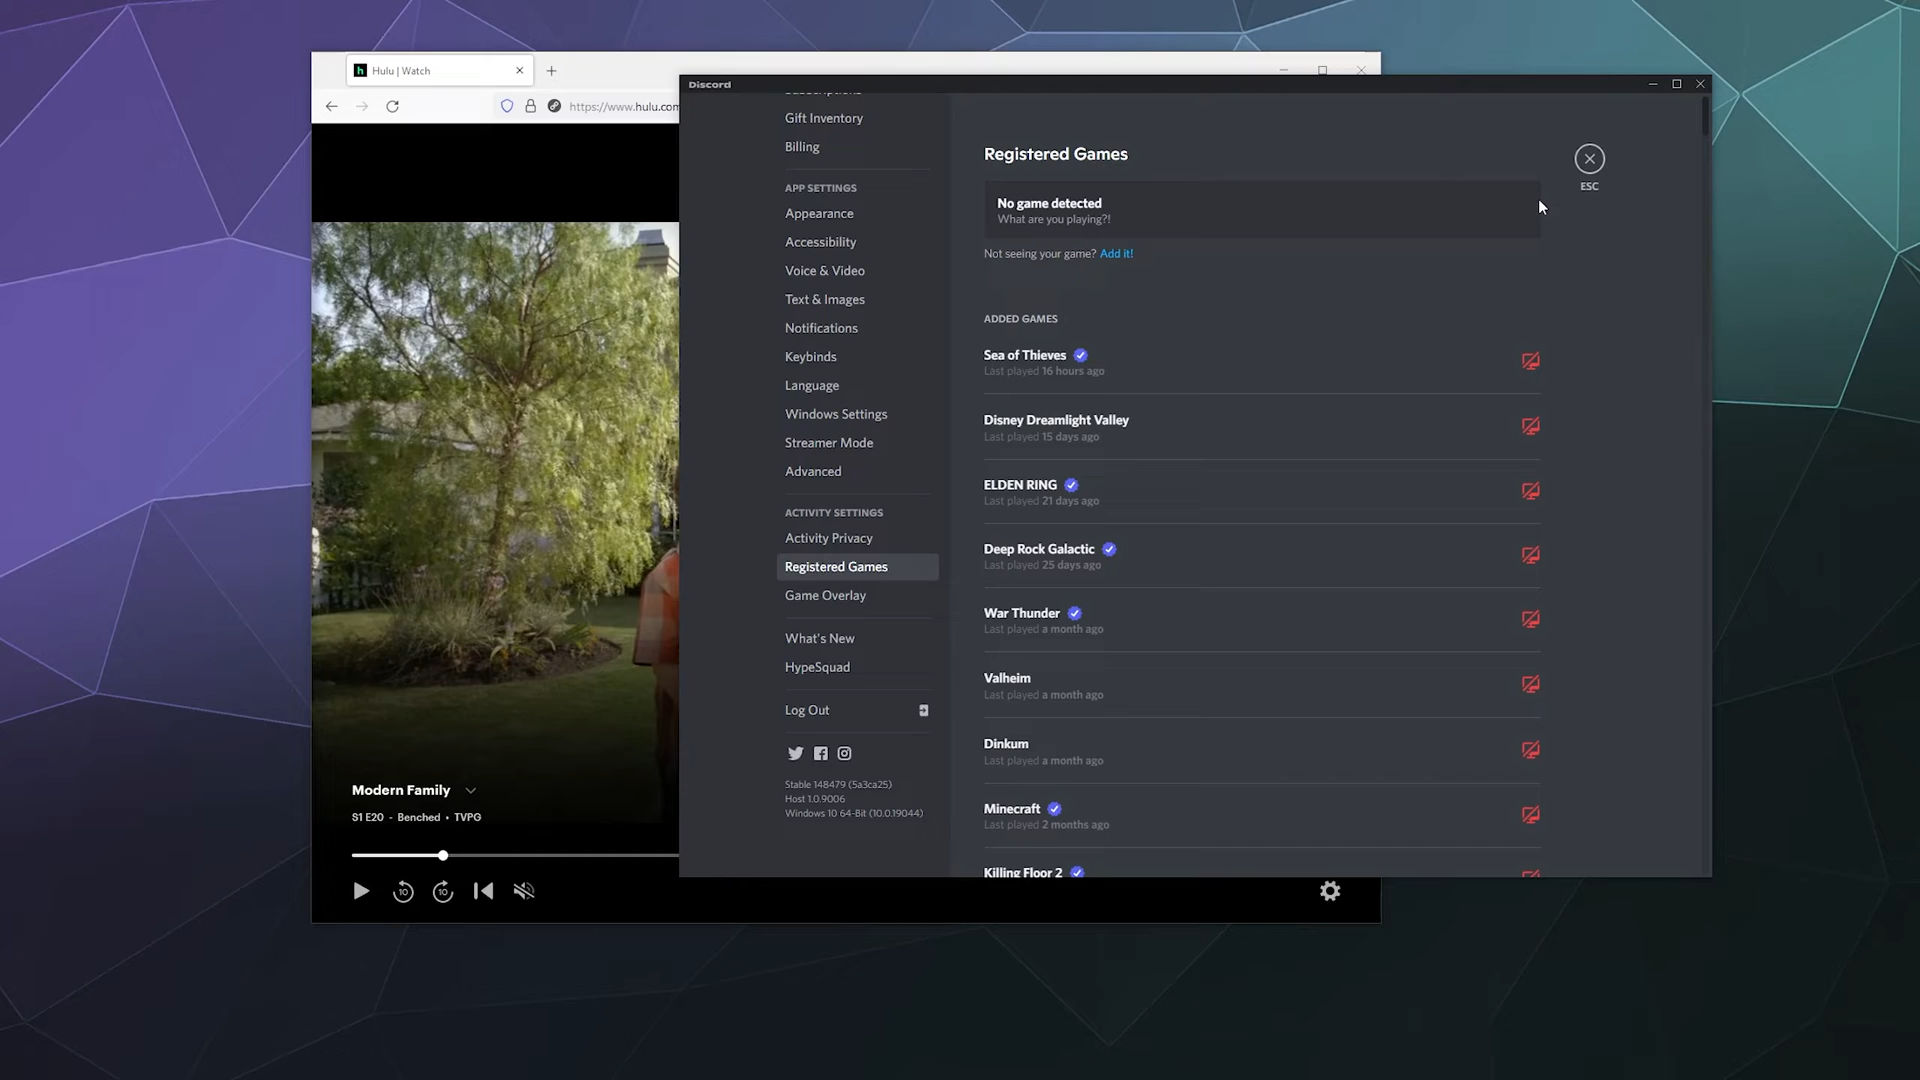 Hulu | Watch
https://www.hulu.com
Discord
Subscriptions
Gift Inventory
Billing
APP SETTINGS
Appearance
Accessibility
Voice & Video
Text & Images
Notifications
Keybinds
Language
Windows Settings
Streamer Mode
Advanced
ACTIVITY SETTINGS
Activity Privacy
Registered Games
Game Overlay
What's New
HypeSquad
Log Out
Stable 148479 (5a3ca25)
Host 1.0.9006
Windows 10 64-Bit (10.0.19044)
Registered Games
ESC
No game detected
What are you playing?!
Not seeing your game? Add it!
ADDED GAMES
Sea of Thieves
Last played 16 hours ago
Disney Dreamlight Valley
Last played 15 days ago
ELDEN RING
Last played 21 days ago
Deep Rock Galactic
Last played 25 days ago
War Thunder
Last played a month ago
Valheim
Last played a month ago
Dinkum
Last played a month ago
Minecraft
Last played 2 months ago
Killing Floor 2
Modern Family
S1 E20 - Benched • TVPG
10
10